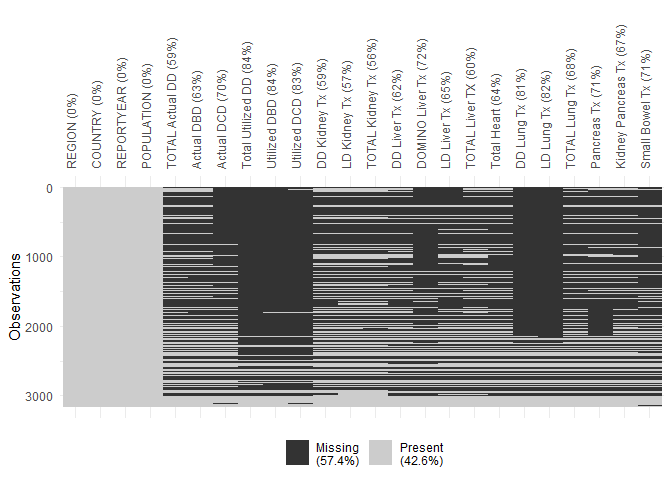 REGION (0%)
COUNTRY (0%)
REPORTYEAR (0%)
POPULATION (0%)
TOTAL Actual DD (59%)
Actual DBD (63%)
Actual DCD (70%)
Total Utilized DD (84%)
Utilized DBD (84%)
Utilized DCD (83%)
DD Kidney Tx (59%)
LD Kidney Tx (57%)
TOTAL Kidney Tx (56%)
DD Liver Tx (62%)
DOMINO Liver Tx (72%)
LD Liver Tx (65%)
TOTAL Liver TX (60%)
Total Heart (64%)
DD Lung Tx (81%)
LD Lung Tx (82%)
TOTAL Lung Tx (68%)
Pancreas Tx (71%)
Kidney Pancreas Tx (67%)
Small Bowel Tx (71%)
0
1000
2000
3000
Observations
Missing
(57.4%)
Present
(42.6%)